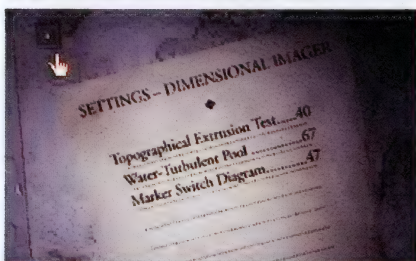 SETTINGS – DIMENSIONAL IMAGER
Topographical Extrusion Test......40
Water-Turbulent Pool..............67
Marker Switch Diagram.........47